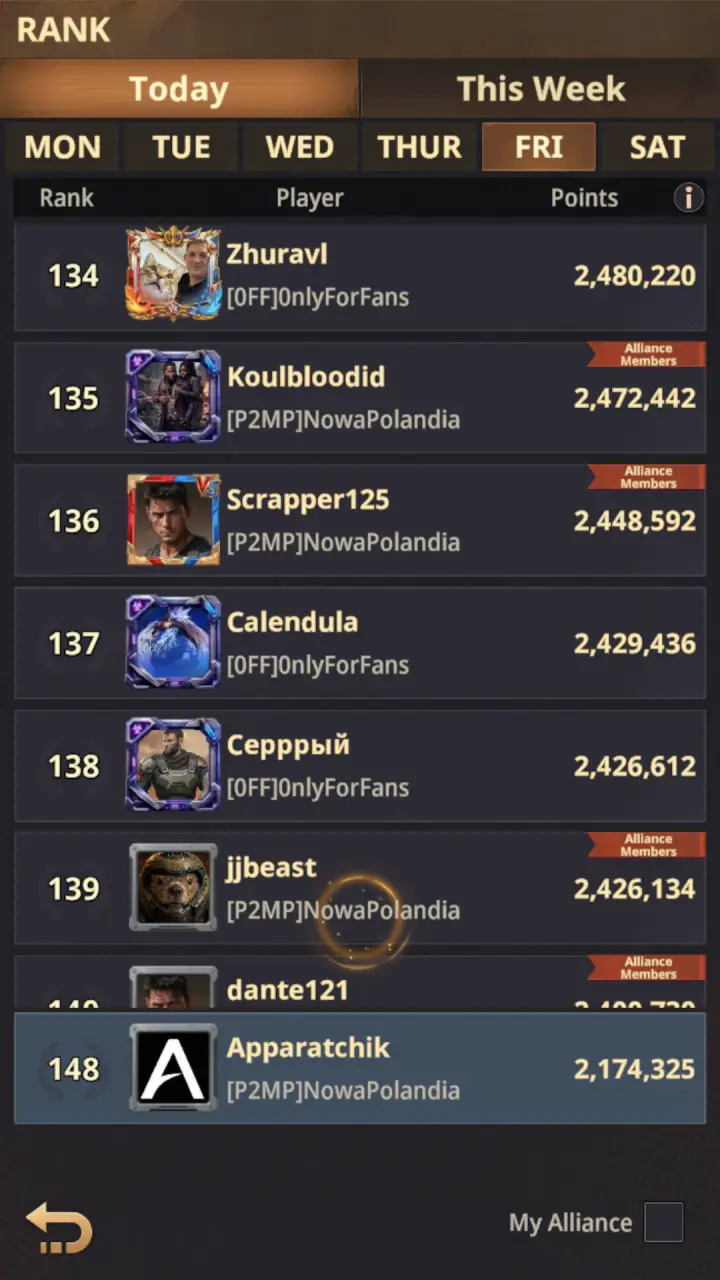 RANK
Today
This Week
MON TUE WED THUR FRI SAT
Rank Player Points i
134 Zhuravl 2,480,220
[0FF]0nlyForFans
Alliance Members
135 Koulbloodid 2,472,442
[P2MP]NowaPolandia
Alliance Members
136 Scrapper125 2,448,592
[P2MP]NowaPolandia
137 Calendula 2,429,436
[0FF]0nlyForFans
138 Серррый 2,426,612
[0FF]0nlyForFans
Alliance Members
139 jjbeast 2,426,134
[P2MP]NowaPolandia
Alliance Members
dante121
148 Apparatchik 2,174,325
[P2MP]NowaPolandia
My Alliance